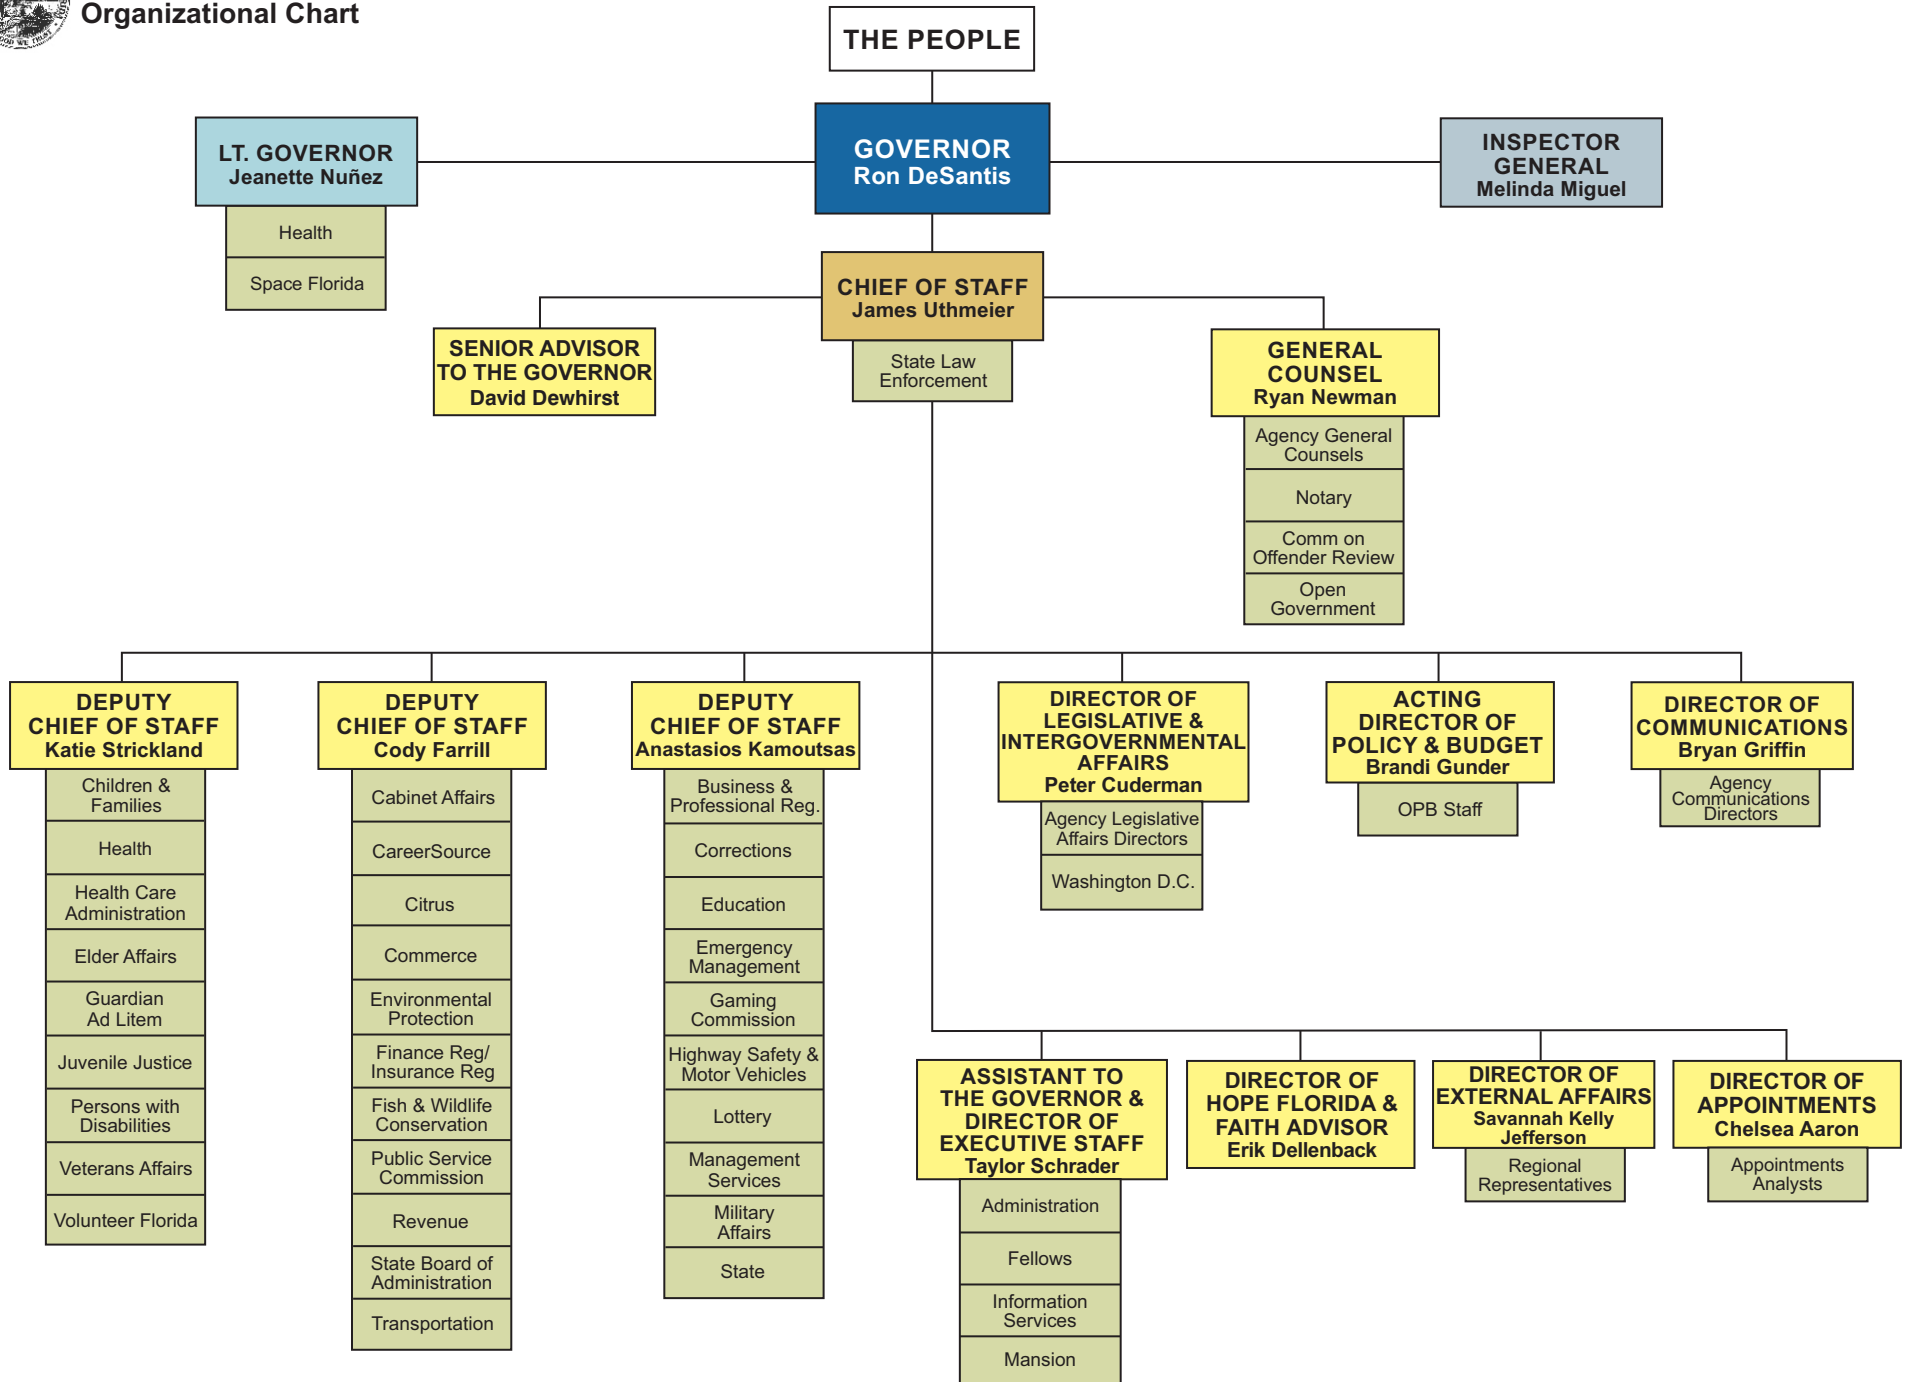 Organizational Chart
THE PEOPLE
GOVERNOR
Ron DeSantis
LT. GOVERNOR
Jeanette Nuñez
Health
Space Florida
INSPECTOR
GENERAL
Melinda Miguel
CHIEF OF STAFF
James Uthmeier
State Law
Enforcement
SENIOR ADVISOR
TO THE GOVERNOR
David Dewhirst
GENERAL
COUNSEL
Ryan Newman
Agency General
Counsels
Notary
Comm on
Offender Review
Open
Government
DEPUTY
CHIEF OF STAFF
Katie Strickland
Children &
Families
Health
Health Care
Administration
Elder Affairs
Guardian
Ad Litem
Juvenile Justice
Persons with
Disabilities
Veterans Affairs
Volunteer Florida
DEPUTY
CHIEF OF STAFF
Cody Farrill
Cabinet Affairs
CareerSource
Citrus
Commerce
Environmental
Protection
Finance Reg/
Insurance Reg
Fish & Wildlife
Conservation
Public Service
Commission
Revenue
State Board of
Administration
Transportation
DEPUTY
CHIEF OF STAFF
Anastasios Kamoutsas
Business &
Professional Reg.
Corrections
Education
Emergency
Management
Gaming
Commission
Highway Safety &
Motor Vehicles
Lottery
Management
Services
Military
Affairs
State
DIRECTOR OF
LEGISLATIVE &
INTERGOVERNMENTAL
AFFAIRS
Peter Cuderman
Agency Legislative
Affairs Directors
Washington D.C.
ACTING
DIRECTOR OF
POLICY & BUDGET
Brandi Gunder
OPB Staff
DIRECTOR OF
COMMUNICATIONS
Bryan Griffin
Agency
Communications
Directors
ASSISTANT TO
THE GOVERNOR &
DIRECTOR OF
EXECUTIVE STAFF
Taylor Schrader
Administration
Fellows
Information
Services
Mansion
DIRECTOR OF
HOPE FLORIDA &
FAITH ADVISOR
Erik Dellenback
DIRECTOR OF
EXTERNAL AFFAIRS
Savannah Kelly
Jefferson
Regional
Representatives
DIRECTOR OF
APPOINTMENTS
Chelsea Aaron
Appointments
Analysts